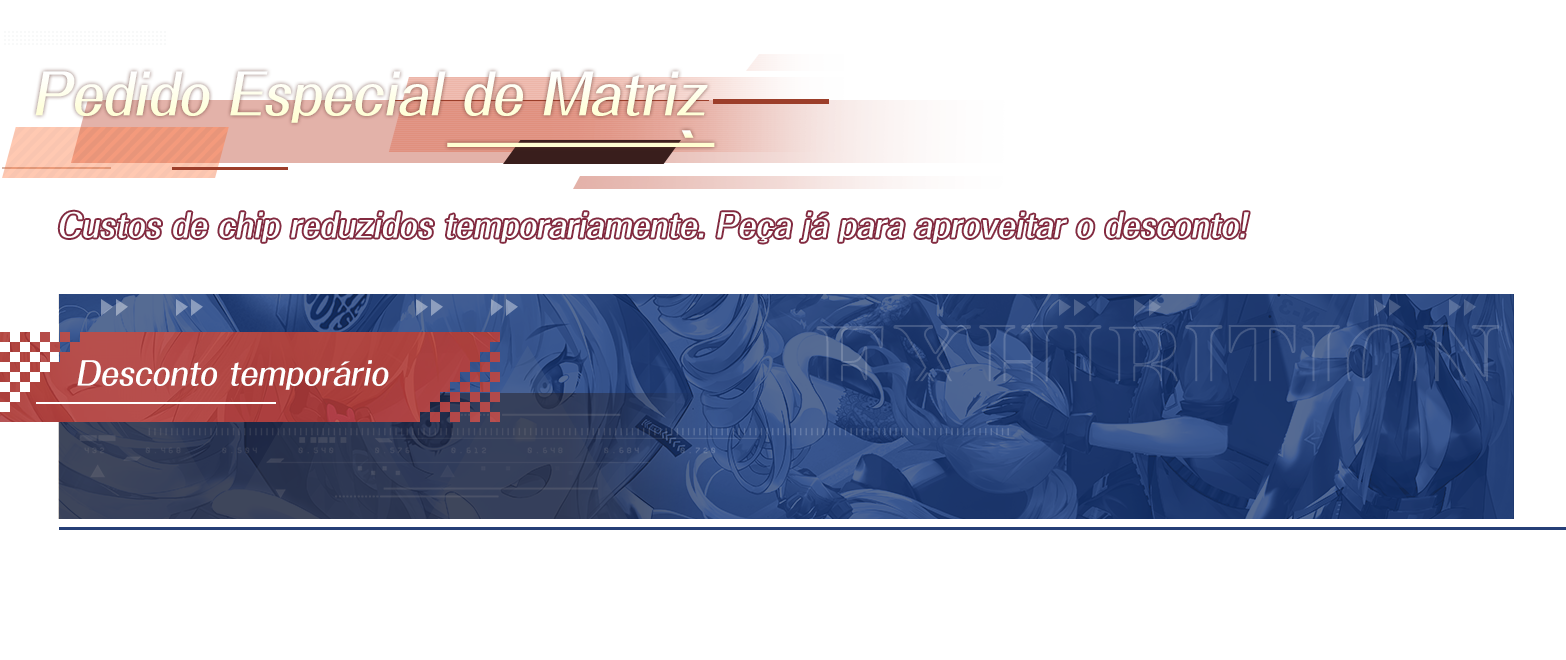 Pedido Especial de Matriz
Custos de chip reduzidos temporariamente. Peça já para aproveitar o desconto!
EXHIBITION
Desconto temporário